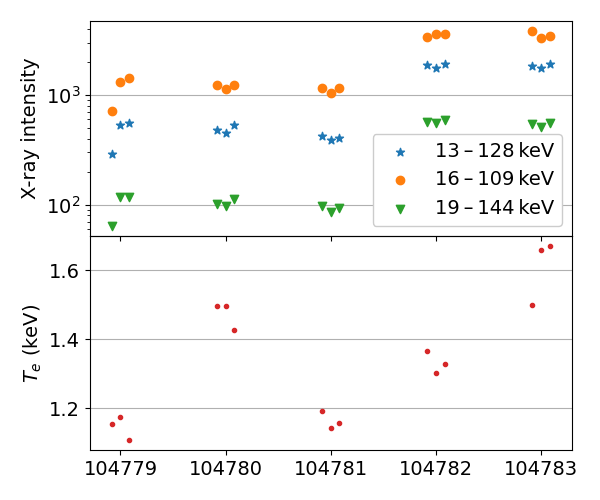 X-ray intensity
10³
10²
13 – 128 keV
16 – 109 keV
19 – 144 keV
Tₑ (keV)
1.6
1.4
1.2
104779 104780 104781 104782 104783